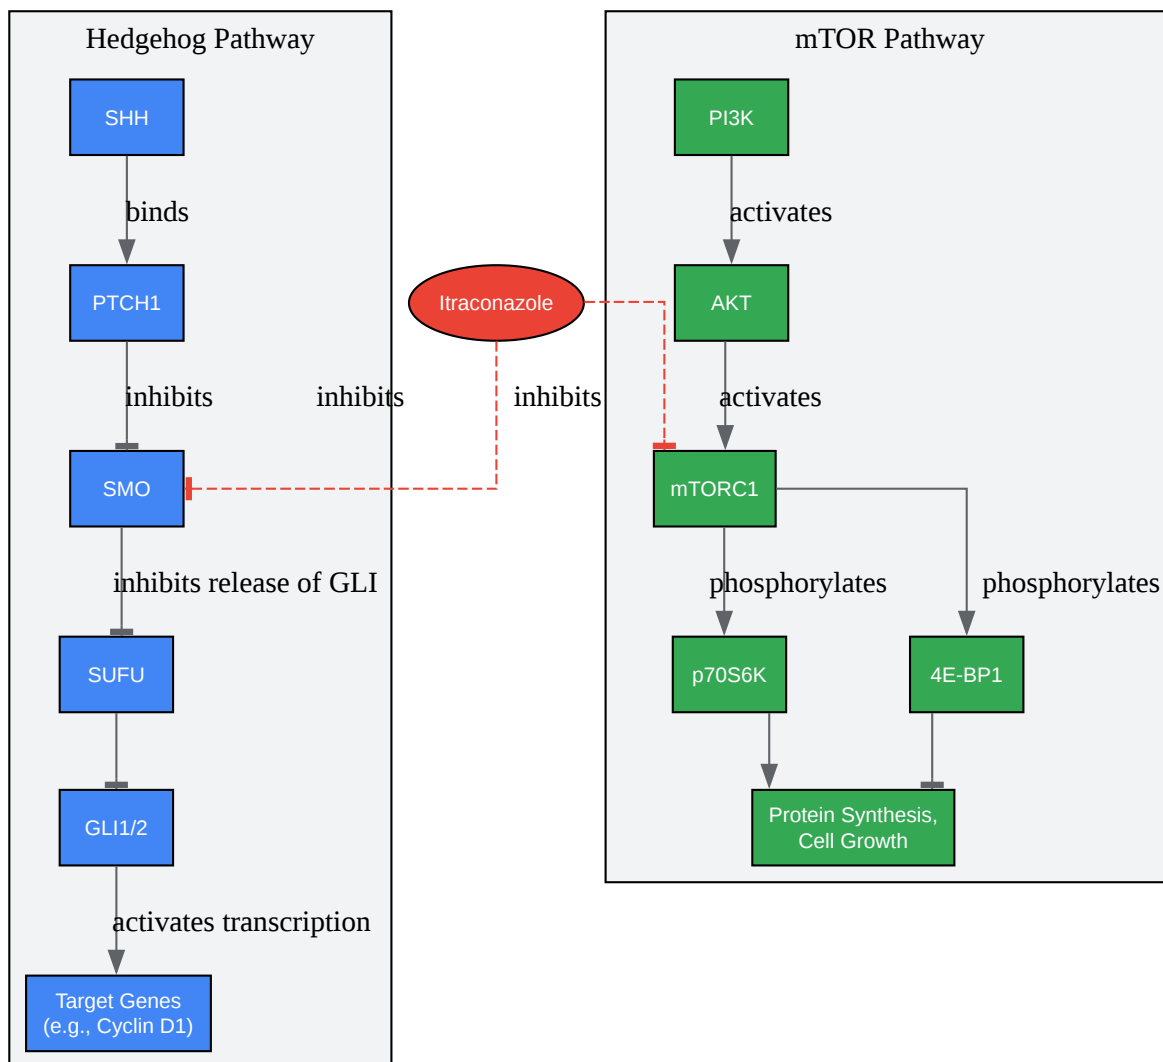 Hedgehog Pathway
SHH
binds
PTCH1
inhibits
SMO
inhibits release of GLI
SUFU
GLI1/2
activates transcription
Target Genes
(e.g., Cyclin D1)
Itraconazole
inhibits
inhibits
mTOR Pathway
PI3K
activates
AKT
activates
mTORC1
phosphorylates
phosphorylates
p70S6K
4E-BP1
Protein Synthesis,
Cell Growth